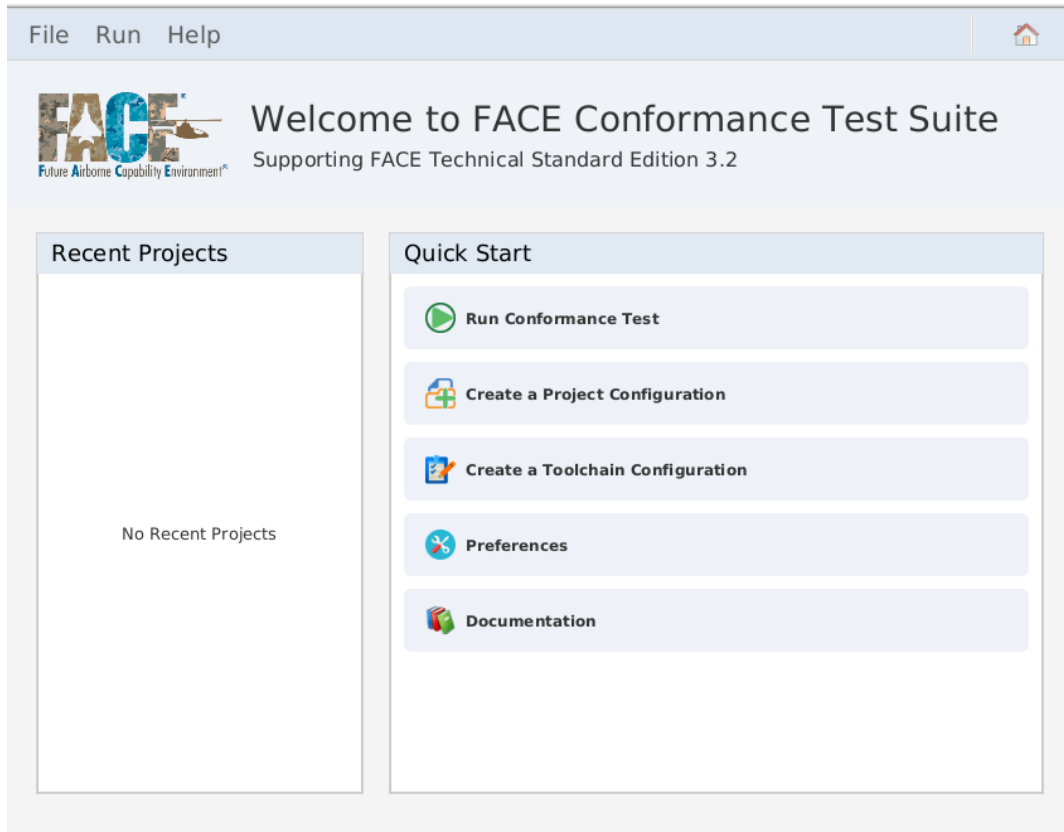 File Run Help
FACE
Future Airborne Capability Environment
Welcome to FACE Conformance Test Suite
Supporting FACE Technical Standard Edition 3.2
Recent Projects
No Recent Projects
Quick Start
Run Conformance Test
Create a Project Configuration
Create a Toolchain Configuration
Preferences
Documentation